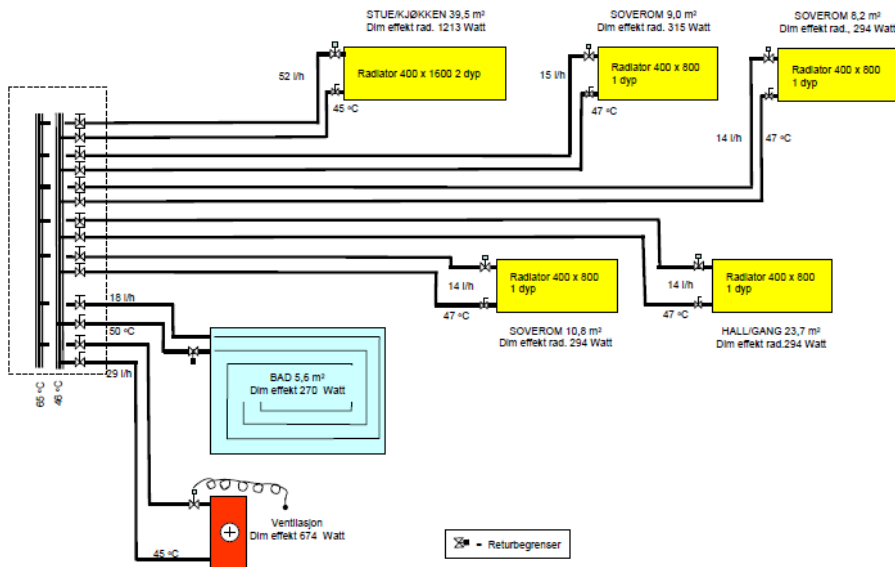 STUE/KJØKKEN 39,5 m²
Dim effekt rad. 1213 Watt
SOVEROM 9,0 m²
Dim effekt rad. 315 Watt
SOVEROM 8,2 m²
Dim effekt rad., 294 Watt
52 l/h
Radiator 400 x 1600 2 dyp
45 ºC
15 l/h
Radiator 400 x 800
1 dyp
47 ºC
Radiator 400 x 800
1 dyp
14 l/h
47 ºC
14 l/h
Radiator 400 x 800
1 dyp
47 ºC
SOVEROM 10,8 m²
Dim effekt rad. 294 Watt
14 l/h
Radiator 400 x 800
1 dyp
47 ºC
HALL/GANG 23,7 m²
Dim effekt rad.294 Watt
18 l/h
50 ºC
29 l/h
65 ºC
46 ºC
BAD 5,6 m²
Dim effekt 270 Watt
Ventilasjon
Dim effekt 674 Watt
45 ºC
= Returbegrenser